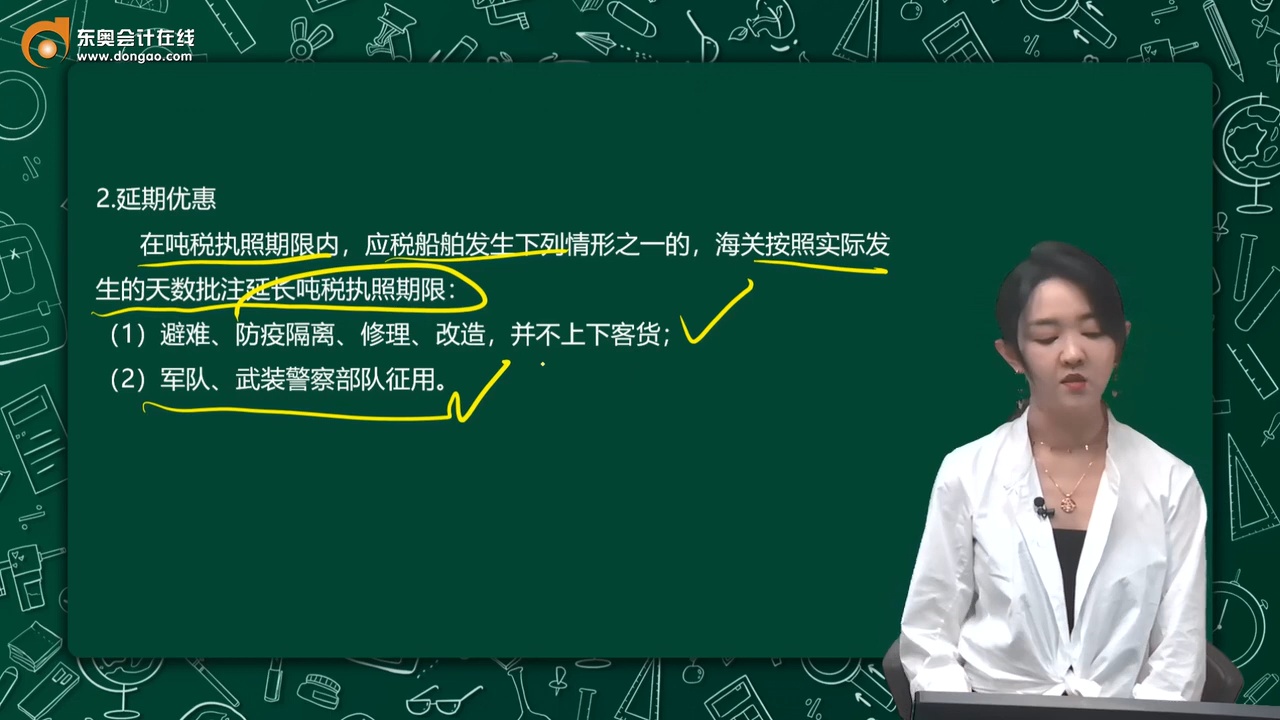 东奥会计在线
www.dongao.com
2.延期优惠
在吨税执照期限内，应税船舶发生下列情形之一的，海关按照实际发
生的天数批注延长吨税执照期限：
（1）避难、防疫隔离、修理、改造，并不上下客货；
（2）军队、武装警察部队征用。